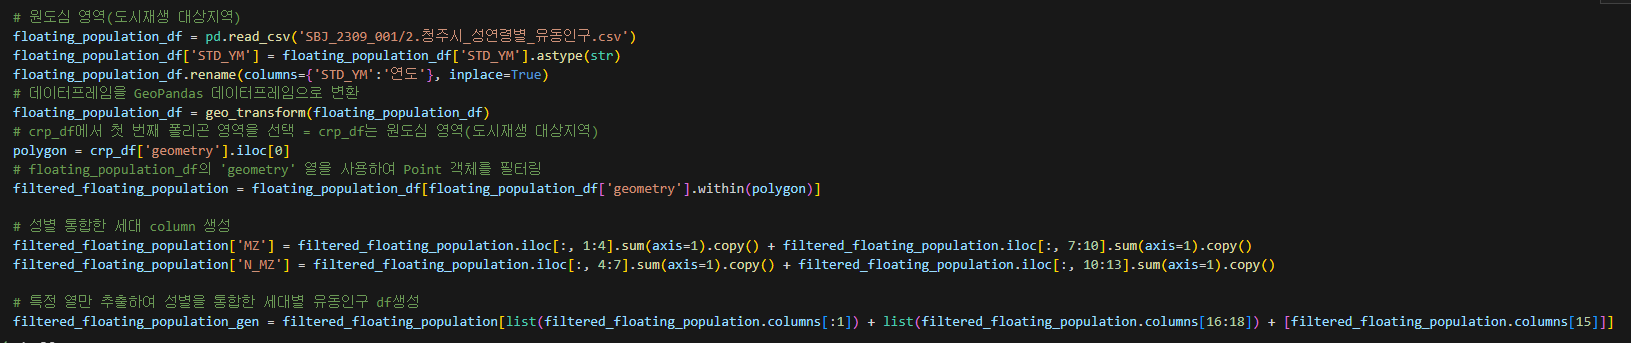 # 원도심 영역(도시재생 대상지역)
floating_population_df = pd.read_csv('SBJ_2309_001/2.청주시_성연령별_유동인구.csv')
floating_population_df['STD_YM'] = floating_population_df['STD_YM'].astype(str)
floating_population_df.rename(columns={'STD_YM':'연도'}, inplace=True)
# 데이터프레임을 GeoPandas 데이터프레임으로 변환
floating_population_df = geo_transform(floating_population_df)
# crp_df에서 첫 번째 폴리곤 영역을 선택 = crp_df는 원도심 영역(도시재생 대상지역)
polygon = crp_df['geometry'].iloc[0]
# floating_population_df의 'geometry' 열을 사용하여 Point 객체를 필터링
filtered_floating_population = floating_population_df[floating_population_df['geometry'].within(polygon)]
# 성별 통합한 세대 column 생성
filtered_floating_population['MZ'] = filtered_floating_population.iloc[:, 1:4].sum(axis=1).copy() + filtered_floating_population.iloc[:, 7:10].sum(axis=1).copy()
filtered_floating_population['N_MZ'] = filtered_floating_population.iloc[:, 4:7].sum(axis=1).copy() + filtered_floating_population.iloc[:, 10:13].sum(axis=1).copy()
# 특정 열만 추출하여 성별을 통합한 세대별 유동인구 df생성
filtered_floating_population_gen = filtered_floating_population[list(filtered_floating_population.columns[:1]) + list(filtered_floating_population.columns[16:18]) + [filtered_floating_population.columns[15]]]